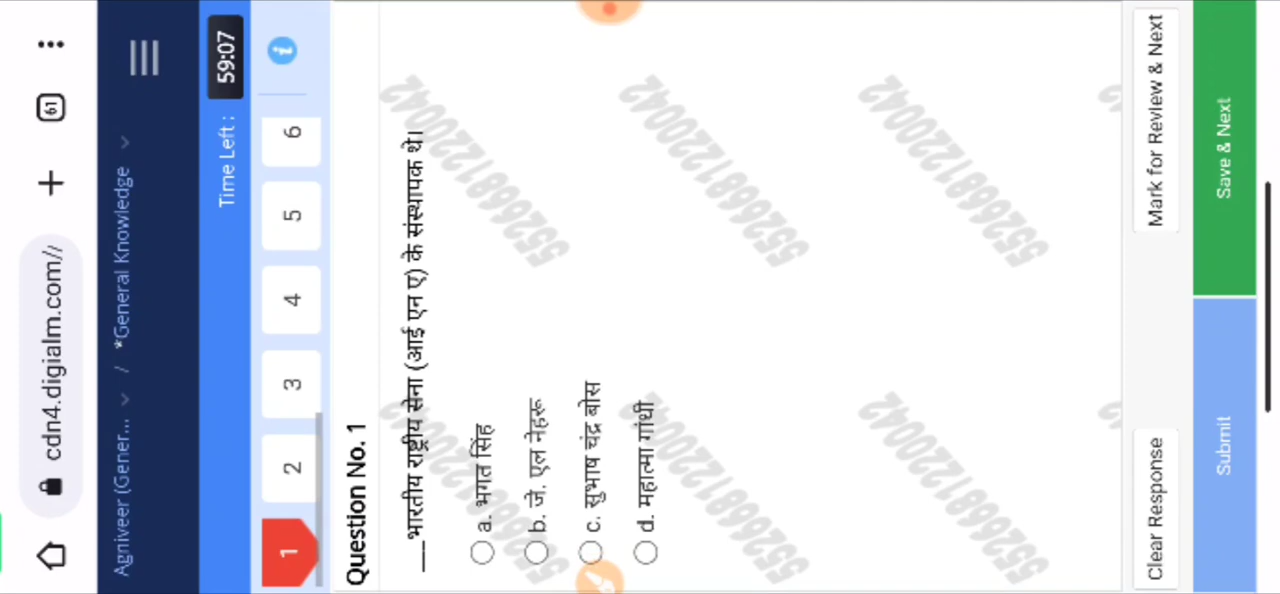 cdn4.digialm.com//
61
Agniveer (Gener... / *General Knowledge
Time Left : 59:07
1 2 3 4 5 6
i
Question No. 1
___ भारतीय राष्ट्रीय सेना (आई एन ए) के संस्थापक थे।
a. भगत सिंह
b. जे. एल नेहरू
c. सुभाष चंद्र बोस
d. महात्मा गांधी
Clear Response Mark for Review & Next
Submit Save & Next